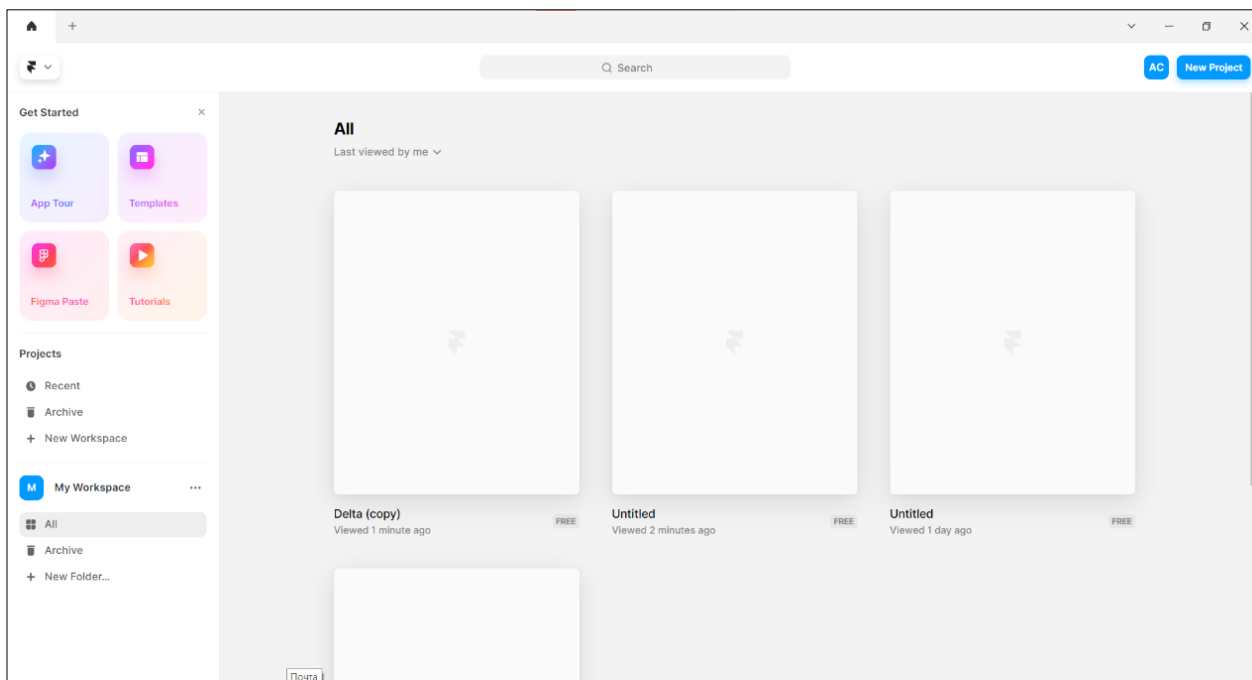 Search
AC
New Project
Get Started
App Tour
Templates
Figma Paste
Tutorials
Projects
Recent
Archive
New Workspace
M
My Workspace
All
Archive
New Folder...
All
Last viewed by me
Delta (copy)
Viewed 1 minute ago
FREE
Untitled
Viewed 2 minutes ago
FREE
Untitled
Viewed 1 day ago
FREE
Почта